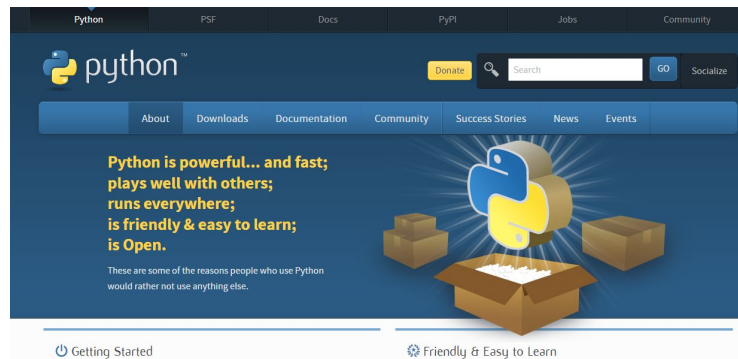 Python PSF Docs PyPI Jobs Community
python™ Donate Search GO Socialize
About Downloads Documentation Community Success Stories News Events
Python is powerful... and fast;
plays well with others;
runs everywhere;
is friendly & easy to learn;
is Open.
These are some of the reasons people who use Python
would rather not use anything else.
Getting Started Friendly & Easy to Learn